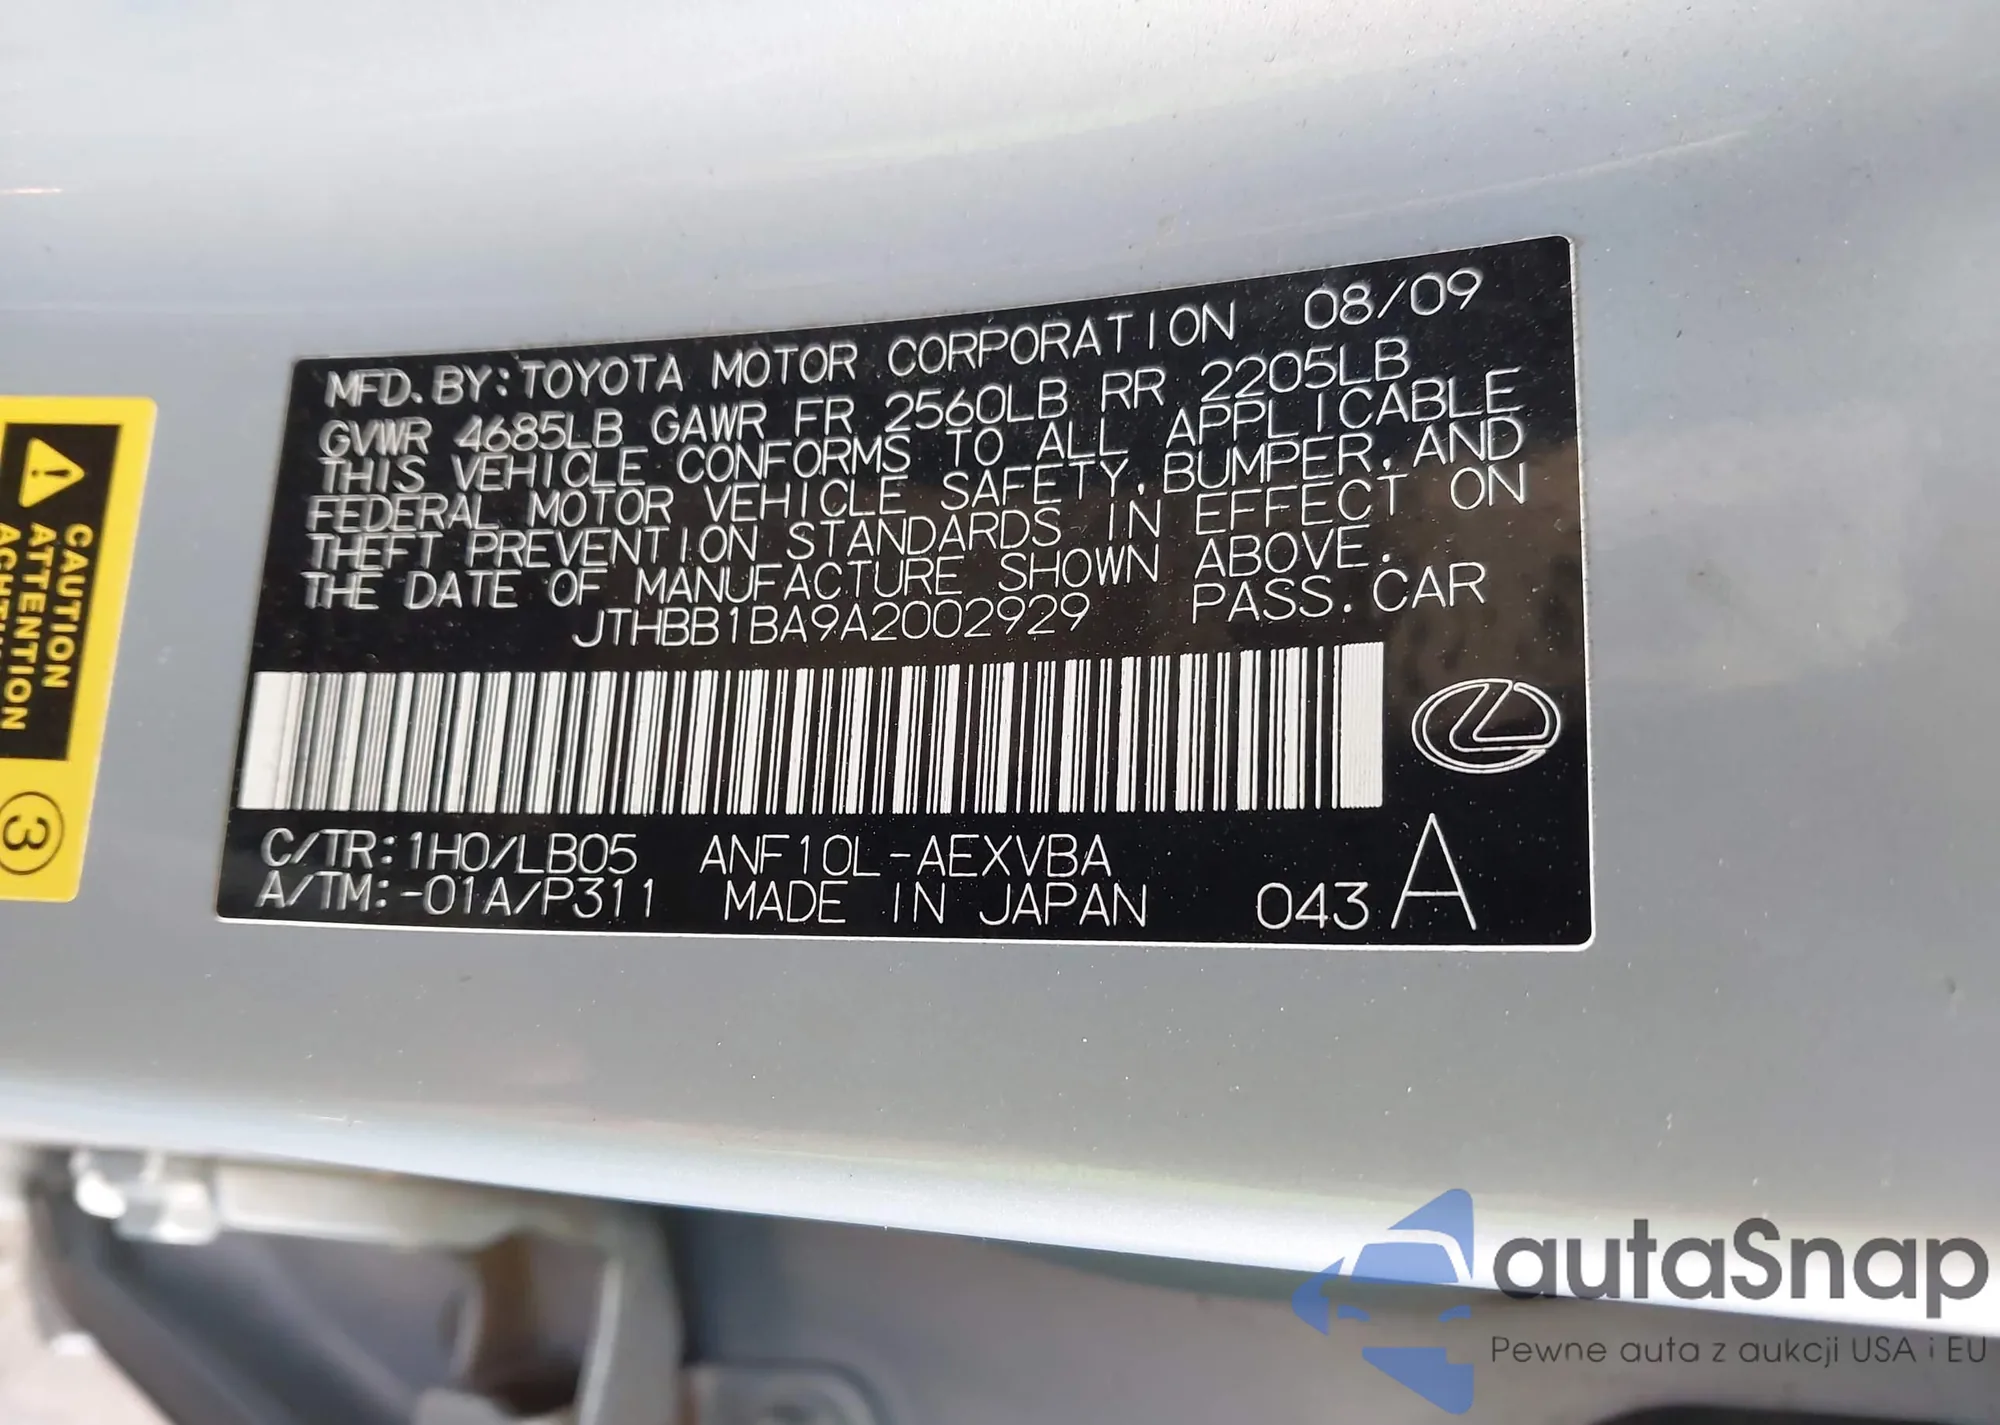 MFD. BY: TOYOTA MOTOR CORPORATION 08/09
GVWR 4685LB GAWR FR 2560LB RR 2205LB
THIS VEHICLE CONFORMS TO ALL APPLICABLE
FEDERAL MOTOR VEHICLE SAFETY, BUMPER, AND
THEFT PREVENTION STANDARDS IN EFFECT ON
THE DATE OF MANUFACTURE SHOWN ABOVE.
JTHBB1BA9A2002929 PASS. CAR
C/TR: 1H0/LB05 ANF10L-AEXVBA
A/TM: -01A/P311 MADE IN JAPAN 043 A
CAUTION
ATTENTION
3
autaSnap
Pewne auta z aukcji USA i EU